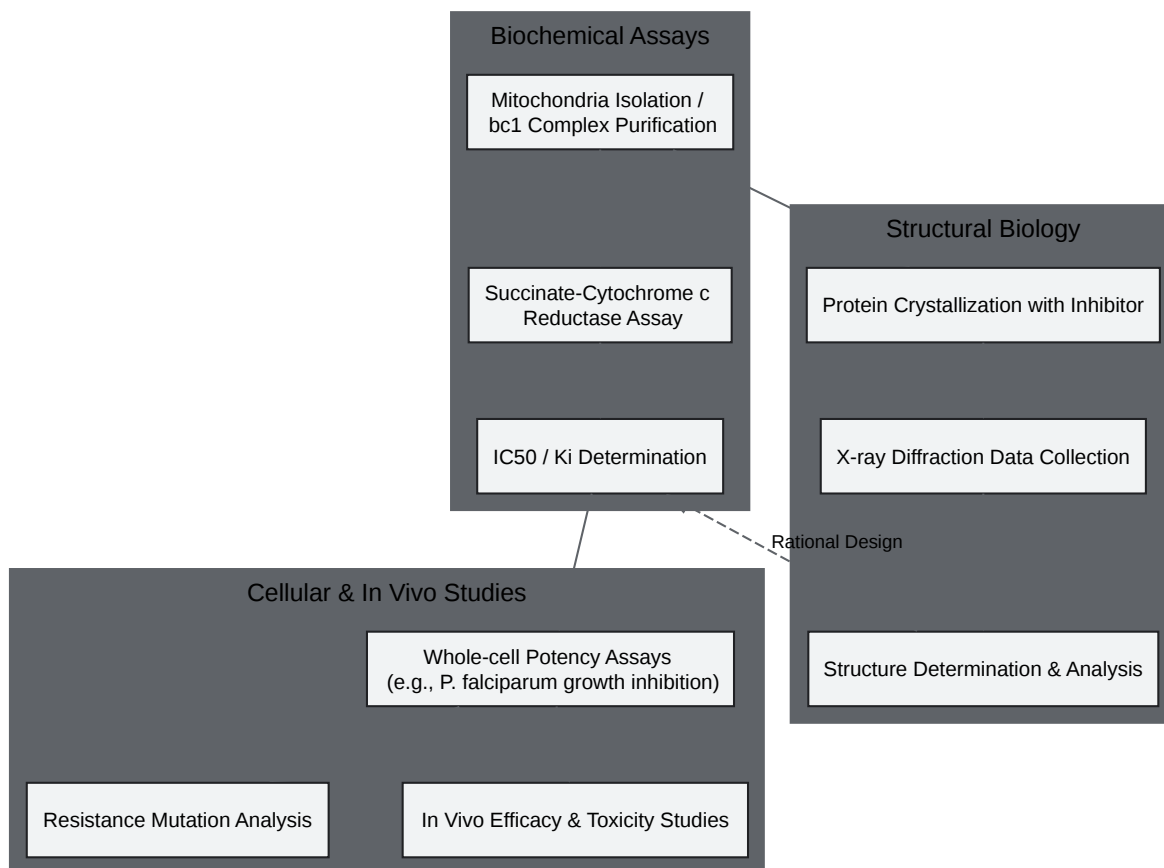 Biochemical Assays
Mitochondria Isolation /
bc1 Complex Purification
Succinate-Cytochrome c
Reductase Assay
IC50 / Ki Determination
Structural Biology
Protein Crystallization with Inhibitor
X-ray Diffraction Data Collection
Rational Design
Structure Determination & Analysis
Cellular & In Vivo Studies
Whole-cell Potency Assays
(e.g., P. falciparum growth inhibition)
Resistance Mutation Analysis
In Vivo Efficacy & Toxicity Studies